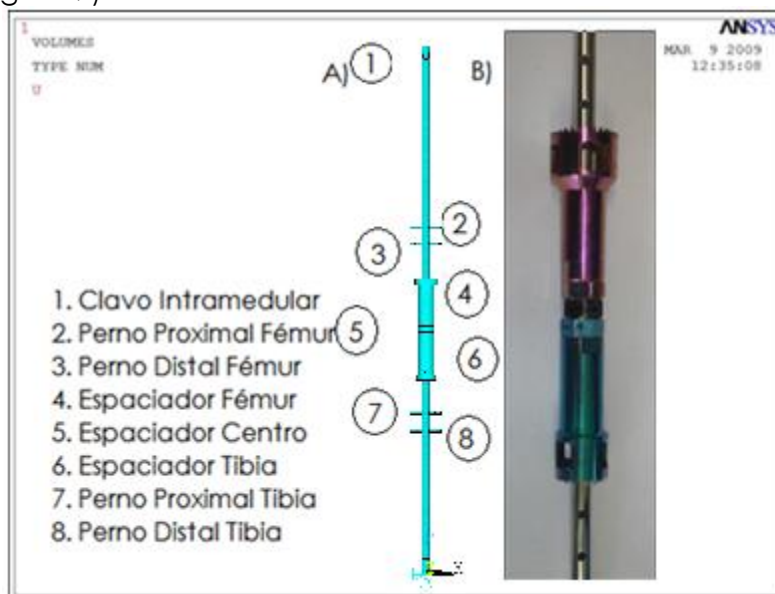 1
VOLUMES
TYPE NUM
U
ANSYS
MAR 9 2009
12:35:08
A)
B)
1
2
3
4
5
6
7
8
1. Clavo Intramedular
2. Perno Proximal Fémur
3. Perno Distal Fémur
4. Espaciador Fémur
5. Espaciador Centro
6. Espaciador Tibia
7. Perno Proximal Tibia
8. Perno Distal Tibia
X